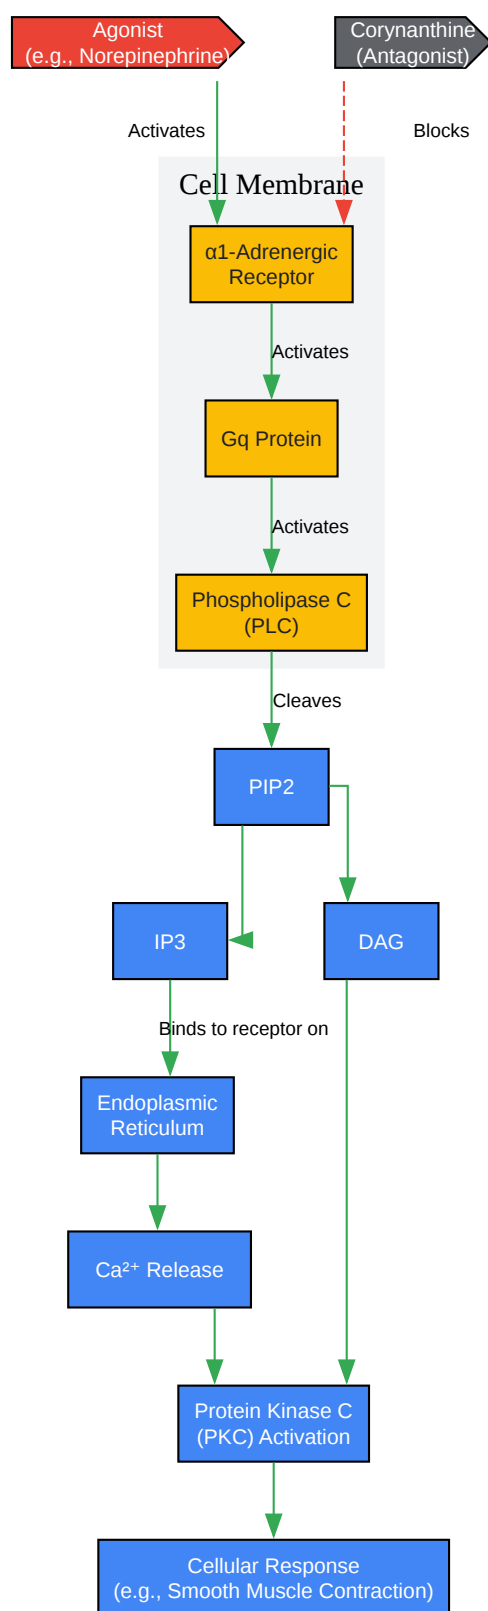 Agonist
(e.g., Norepinephrine)
Corynanthine
(Antagonist)
Activates
Blocks
Cell Membrane
α1-Adrenergic
Receptor
Activates
Gq Protein
Activates
Phospholipase C
(PLC)
Cleaves
PIP2
IP3
DAG
Binds to receptor on
Endoplasmic
Reticulum
Ca²⁺ Release
Protein Kinase C
(PKC) Activation
Cellular Response
(e.g., Smooth Muscle Contraction)